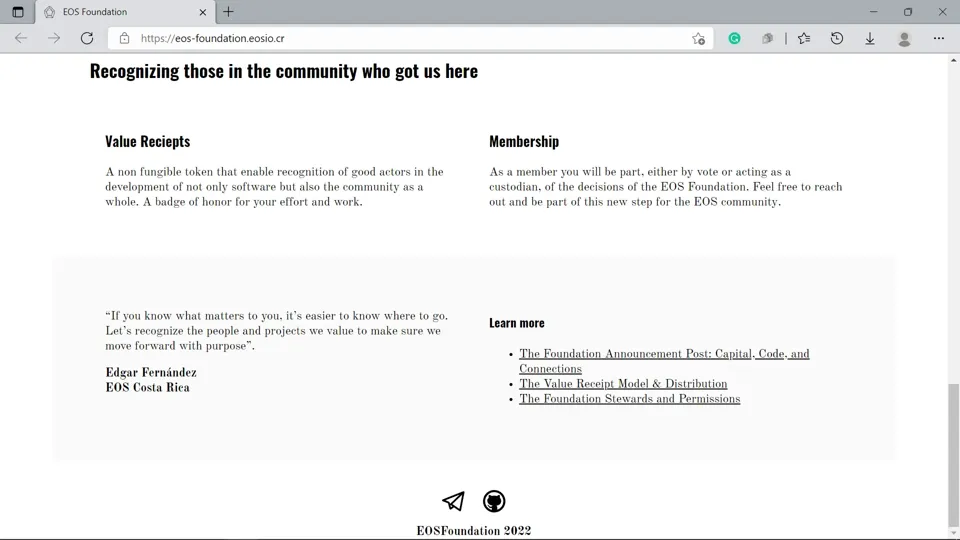 EOS Foundation
https://eos-foundation.eosio.cr
Recognizing those in the community who got us here
Value Reciepts
A non fungible token that enable recognition of good actors in the
development of not only software but also the community as a
whole. A badge of honor for your effort and work.
Membership
As a member you will be part, either by vote or acting as a
custodian, of the decisions of the EOS Foundation. Feel free to reach
out and be part of this new step for the EOS community.
“If you know what matters to you, it’s easier to know where to go.
Let’s recognize the people and projects we value to make sure we
move forward with purpose”.
Edgar Fernández
EOS Costa Rica
Learn more
• The Foundation Announcement Post: Capital, Code, and
Connections
• The Value Receipt Model & Distribution
• The Foundation Stewards and Permissions
EOSFoundation 2022